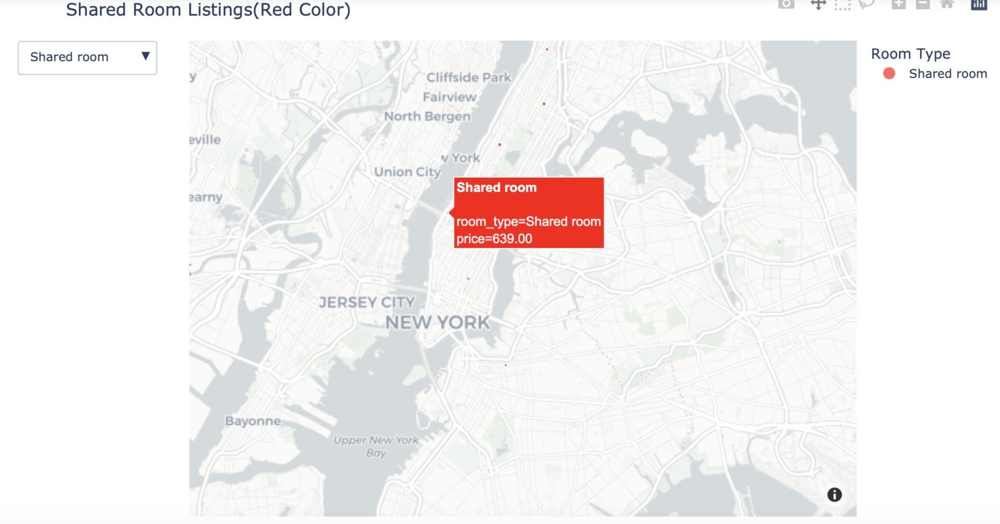 Shared Room Listings(Red Color)
Shared room ▼
Room Type
Shared room
y
Cliffside Park
Fairview
North Bergen
eville
w York
Union City
earny
Shared room
room_type=Shared room
price=639.00
JERSEY CITY
NEW YORK
Bayonne
Upper New York
Bay